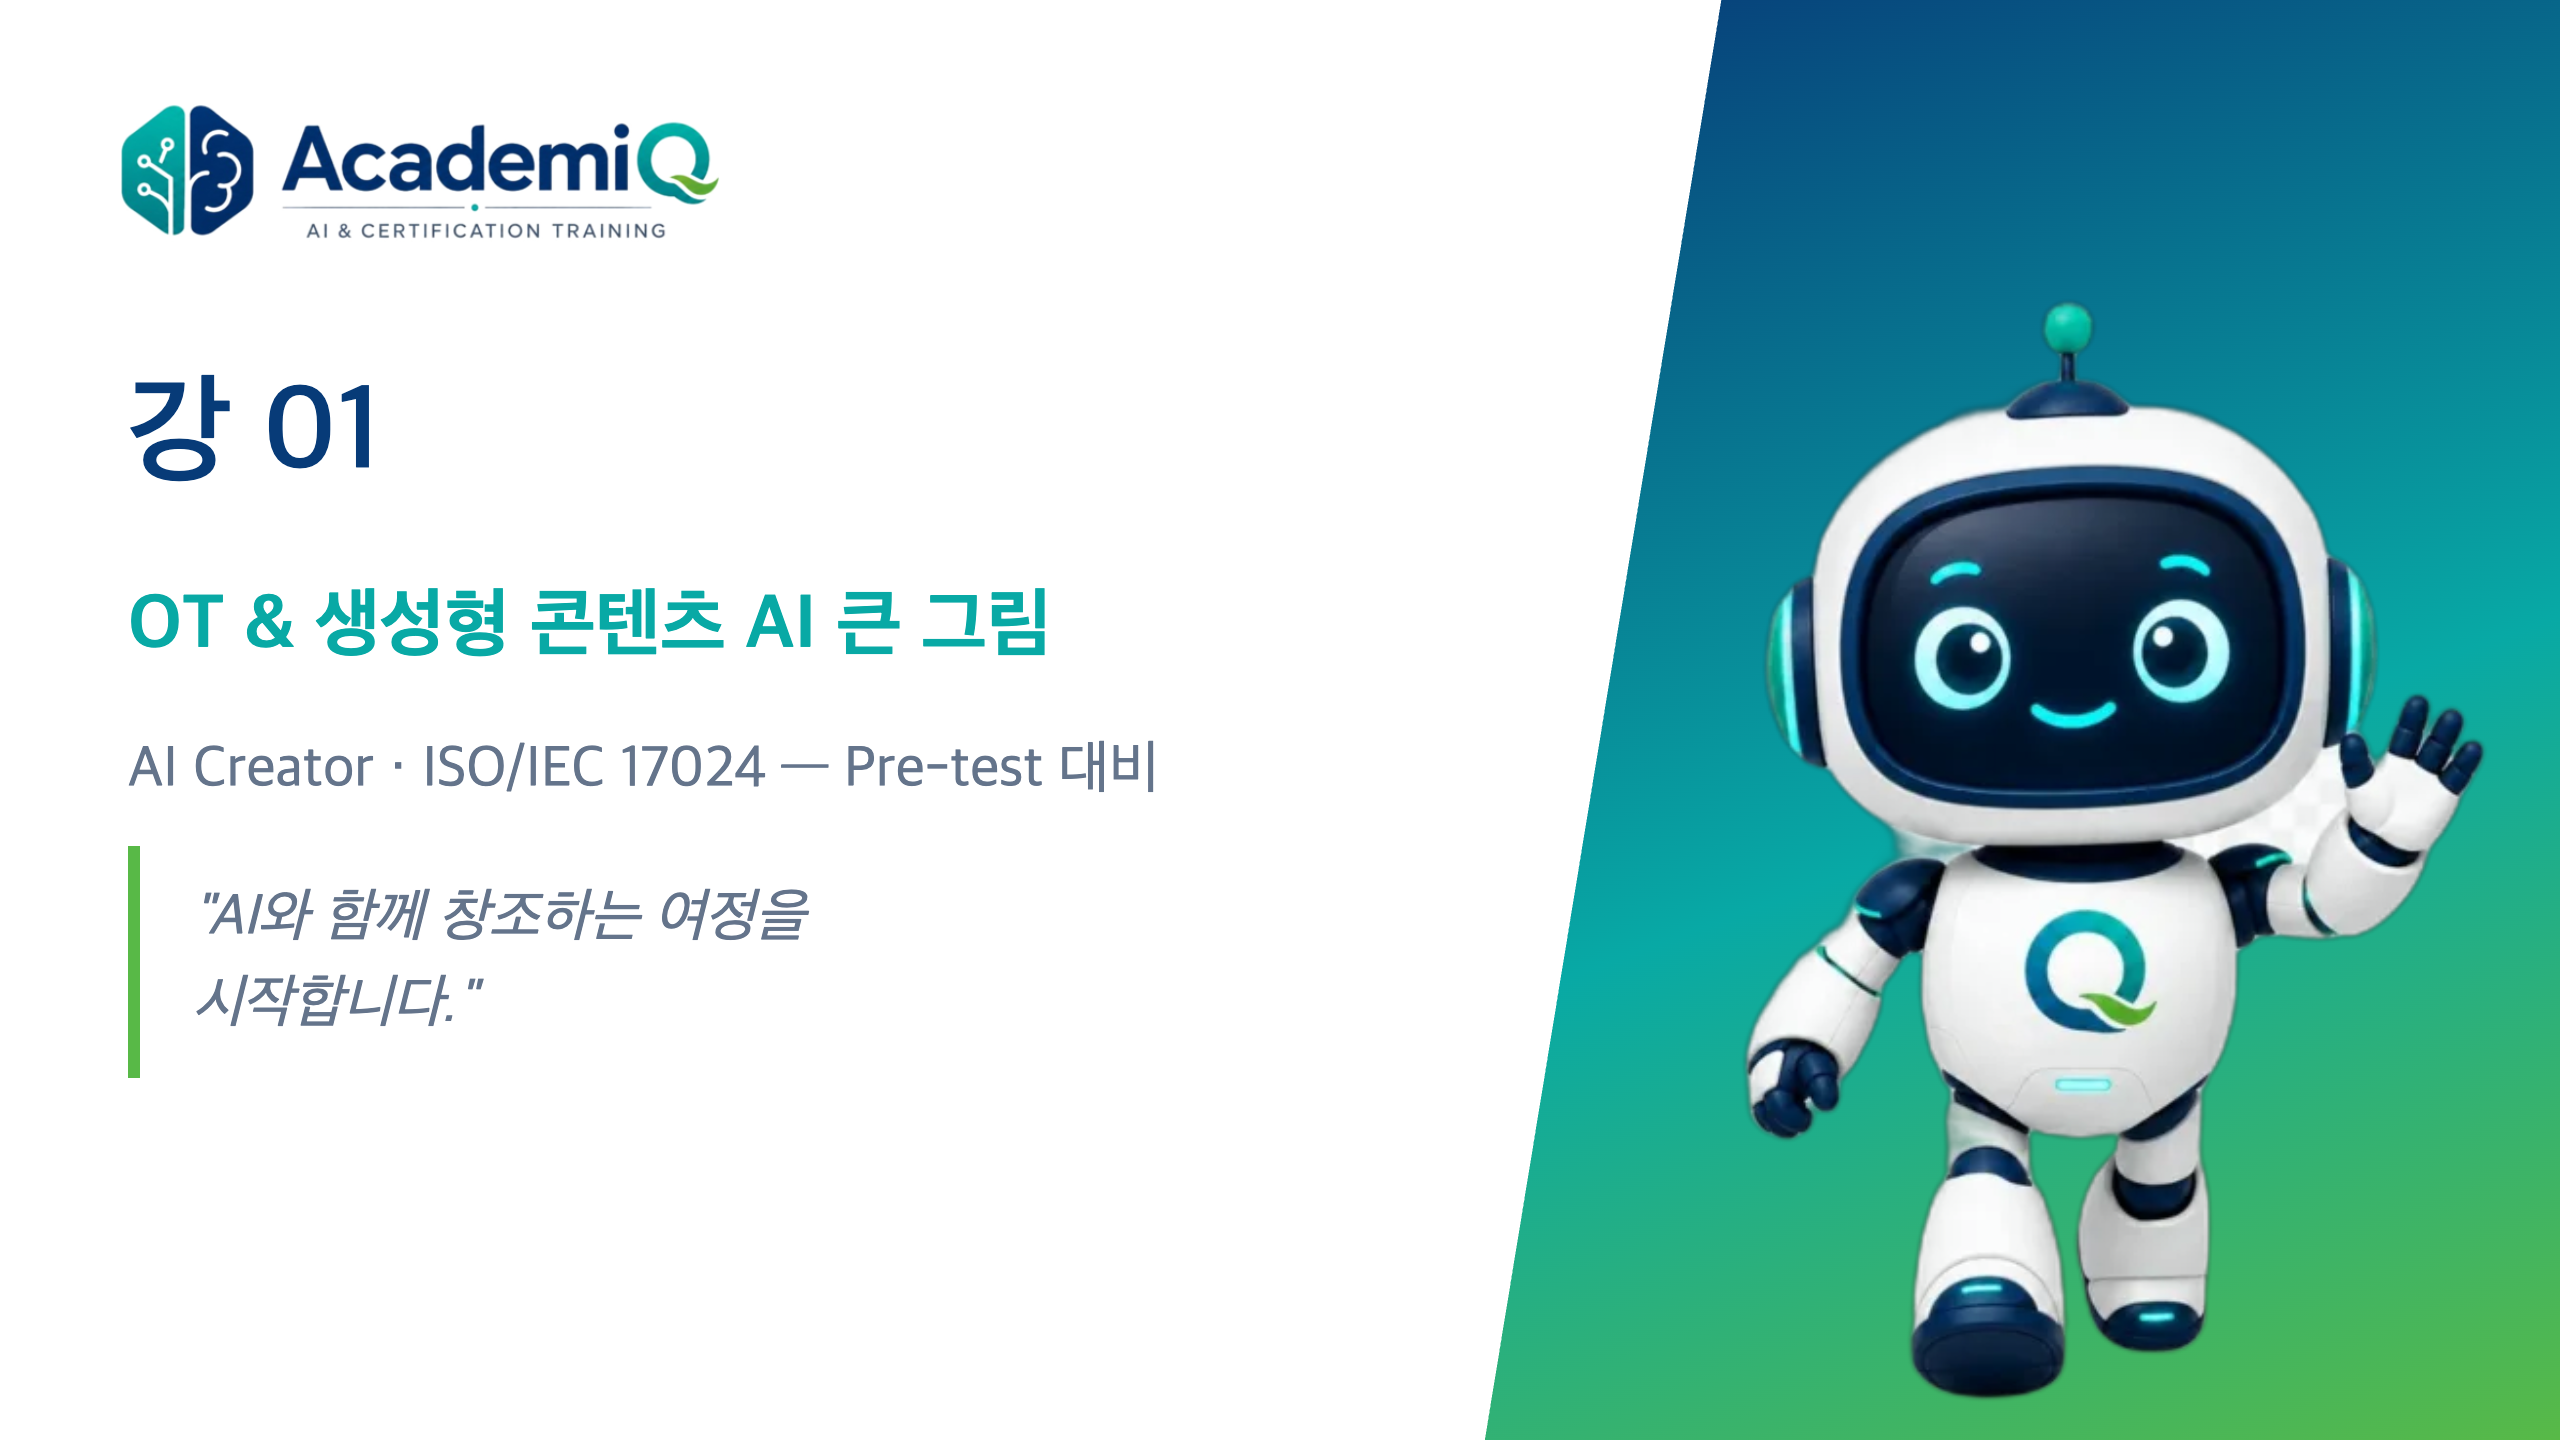 AcademiQ
AI & CERTIFICATION TRAINING
강 01
OT & 생성형 콘텐츠 AI 큰 그림
AI Creator · ISO/IEC 17024 — Pre-test 대비
"AI와 함께 창조하는 여정을
시작합니다."
Q